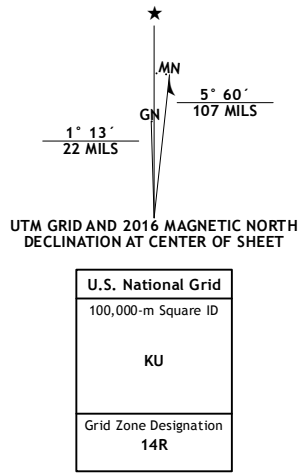 ★
MN
GN
5° 60´
107 MILS
1° 13´
22 MILS
UTM GRID AND 2016 MAGNETIC NORTH
DECLINATION AT CENTER OF SHEET
U.S. National Grid
100,000-m Square ID
KU
Grid Zone Designation
14R